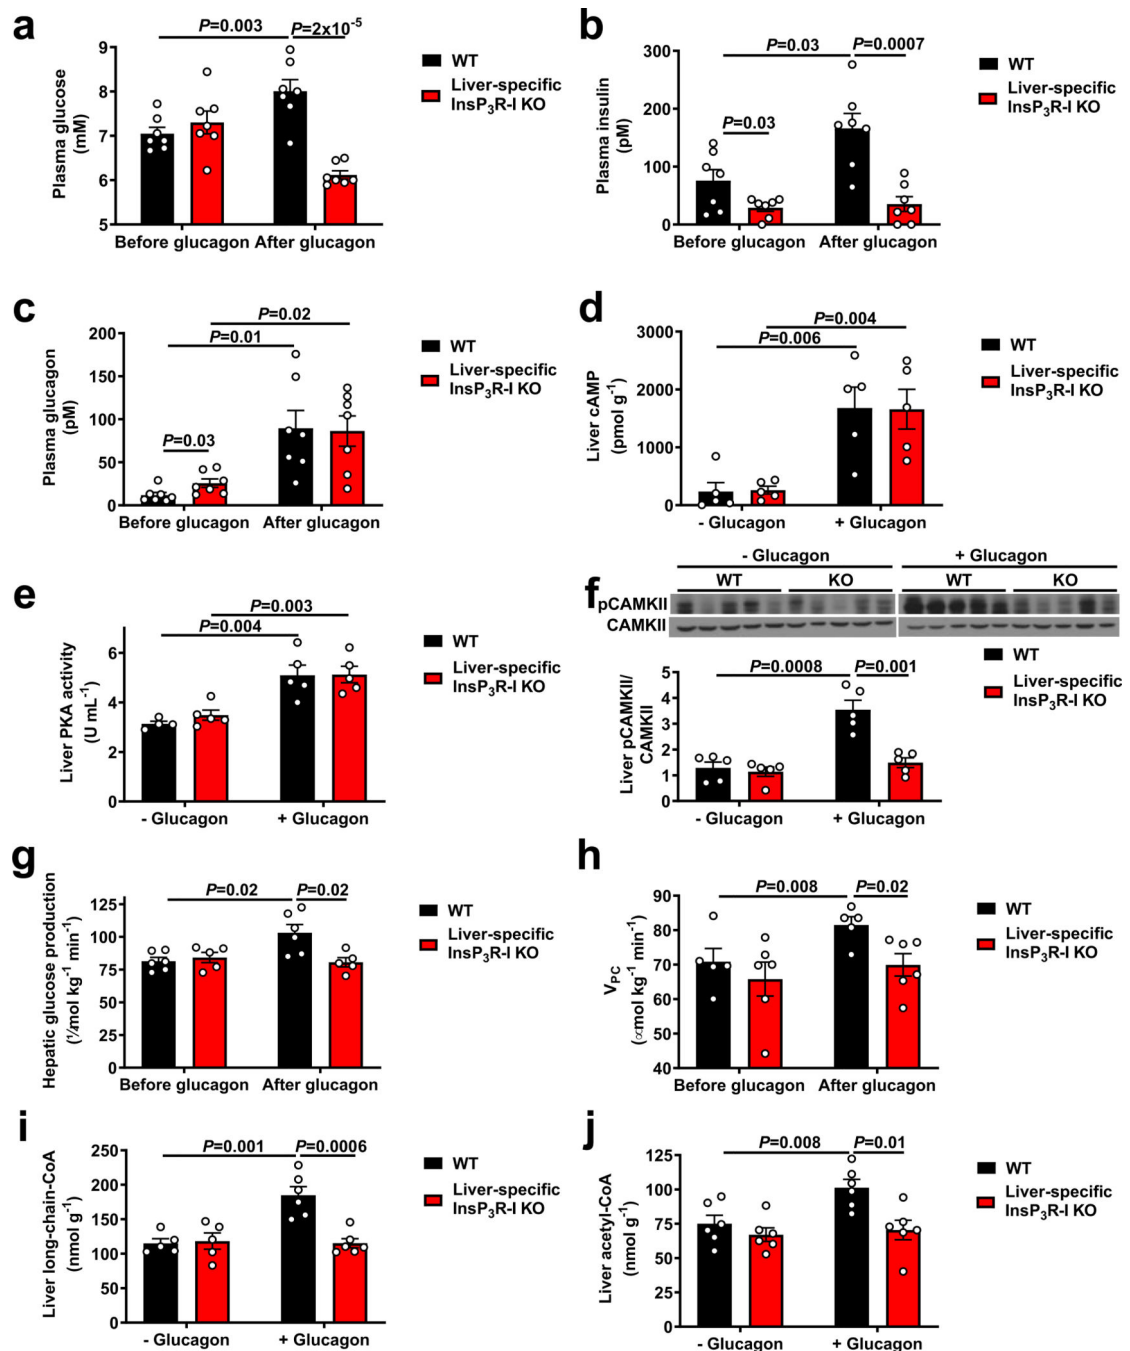 a
P=0.003
P=2x10-5
Plasma glucose
(mM)
9
8
7
6
5
Before glucagon
After glucagon
WT
Liver-specific
InsP3R-I KO
b
P=0.03
P=0.0007
P=0.03
Plasma insulin
(pM)
300
200
100
0
Before glucagon
After glucagon
WT
Liver-specific
InsP3R-I KO
c
P=0.02
P=0.01
P=0.03
Plasma glucagon
(pM)
200
150
100
50
0
Before glucagon
After glucagon
WT
Liver-specific
InsP3R-I KO
d
P=0.004
P=0.006
Liver cAMP
(pmol g-1)
3000
2000
1000
0
- Glucagon
+ Glucagon
WT
Liver-specific
InsP3R-I KO
e
P=0.003
P=0.004
Liver PKA activity
(U mL-1)
6
4
2
0
- Glucagon
+ Glucagon
WT
Liver-specific
InsP3R-I KO
f
- Glucagon
+ Glucagon
WT
KO
WT
KO
pCAMKII
CAMKII
P=0.0008
P=0.001
Liver pCAMKII/
CAMKII
5
4
3
2
1
0
- Glucagon
+ Glucagon
WT
Liver-specific
InsP3R-I KO
g
P=0.02
P=0.02
Hepatic glucose production
(½mol kg-1 min-1)
125
100
75
50
25
0
Before glucagon
After glucagon
WT
Liver-specific
InsP3R-I KO
h
P=0.008
P=0.02
VPC
(αmol kg-1 min-1)
90
80
70
60
50
40
Before glucagon
After glucagon
WT
Liver-specific
InsP3R-I KO
i
P=0.001
P=0.0006
Liver long-chain-CoA
(nmol g-1)
250
200
150
100
50
0
- Glucagon
+ Glucagon
WT
Liver-specific
InsP3R-I KO
j
P=0.008
P=0.01
Liver acetyl-CoA
(nmol g-1)
125
100
75
50
25
0
- Glucagon
+ Glucagon
WT
Liver-specific
InsP3R-I KO